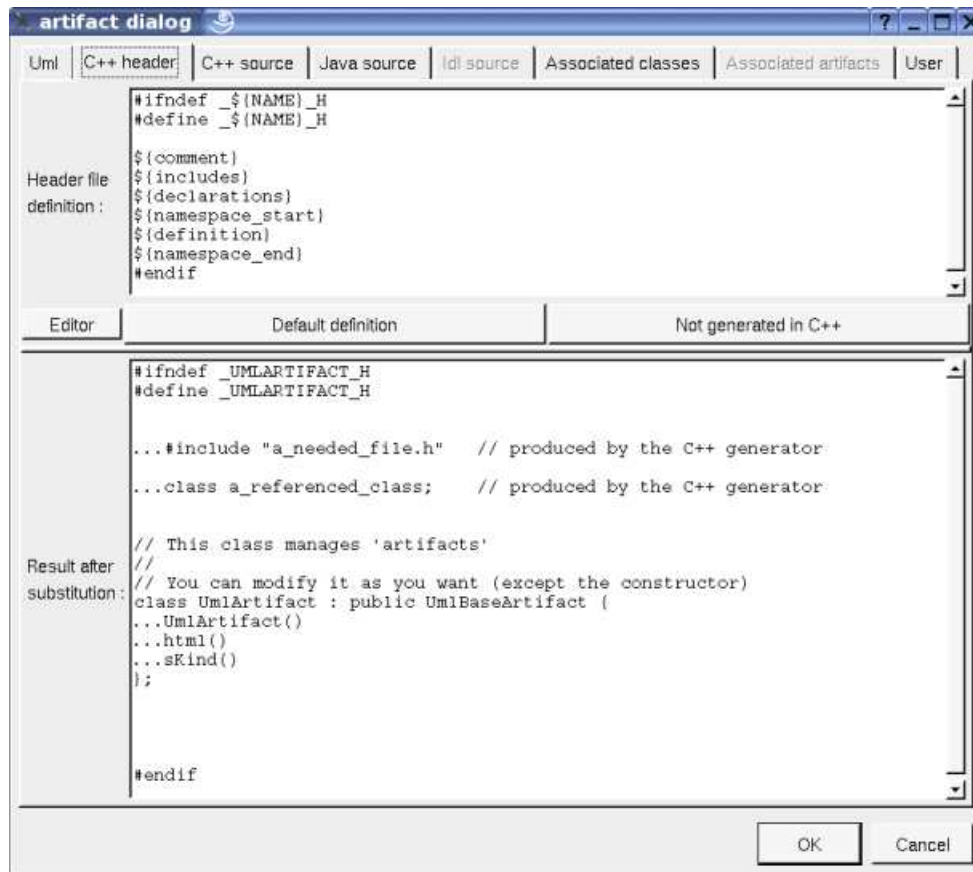 artifact dialog
?
Uml C++ header C++ source Java source Idl source Associated classes Associated artifacts User
Header file
definition :
#ifndef _${NAME}_H
#define _${NAME}_H
${comment}
${includes}
${declarations}
${namespace_start}
${definition}
${namespace_end}
#endif
Editor Default definition Not generated in C++
Result after
substitution :
#ifndef _UMLARTIFACT_H
#define _UMLARTIFACT_H
...#include "a_needed_file.h" // produced by the C++ generator
...class a_referenced_class; // produced by the C++ generator
// This class manages 'artifacts'
//
// You can modify it as you want (except the constructor)
class UmlArtifact : public UmlBaseArtifact {
...UmlArtifact()
...html()
...sKind()
};
#endif
OK Cancel